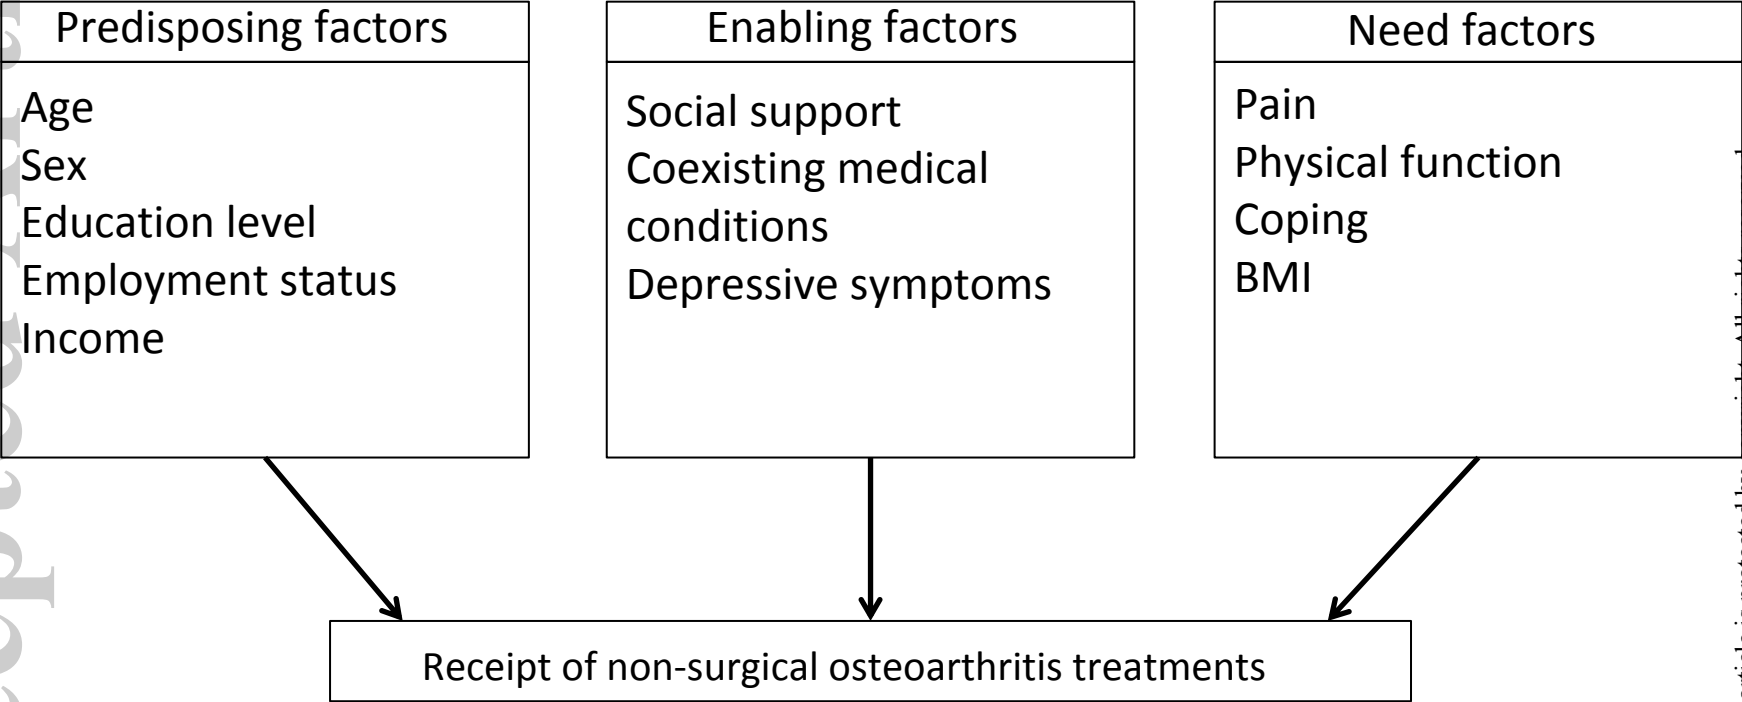 Predisposing factors
Age
Sex
Education level
Employment status
Income
Enabling factors
Social support
Coexisting medical
conditions
Depressive symptoms
Need factors
Pain
Physical function
Coping
BMI
Receipt of non-surgical osteoarthritis treatments